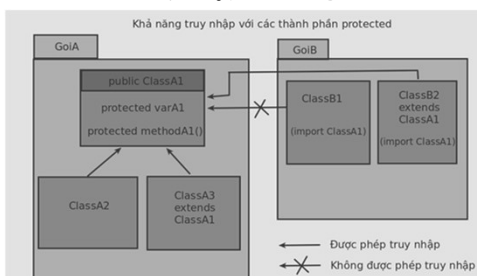 Khả năng truy nhập với các thành phần protected
GoiA
GoiB
public ClassA1
protected varA1
protected methodA1()
ClassB1
(import ClassA1)
ClassB2
extends
ClassA1
(import ClassA1)
ClassA2
ClassA3
extends
ClassA1
Được phép truy nhập
Không được phép truy nhập